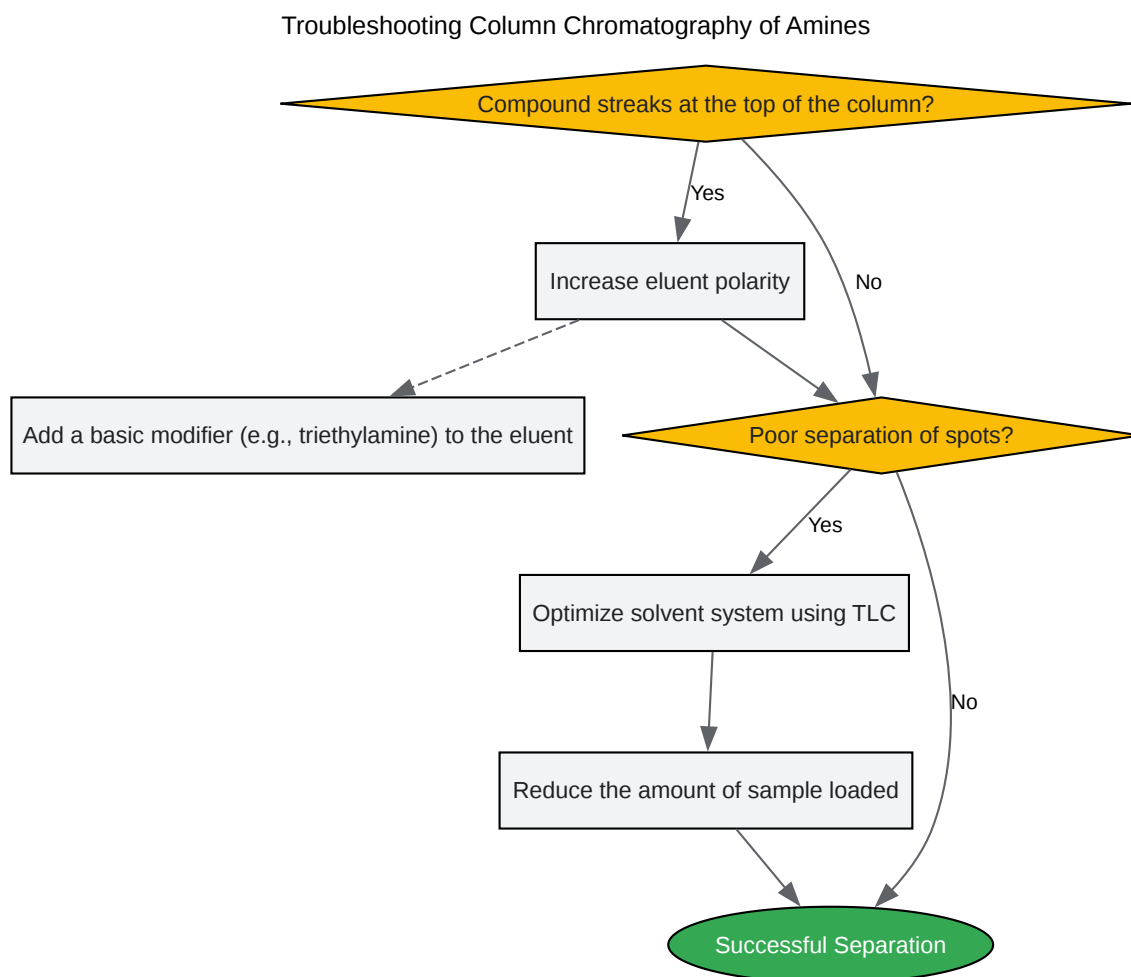 Troubleshooting Column Chromatography of Amines
Compound streaks at the top of the column?
Yes
Increase eluent polarity
No
Add a basic modifier (e.g., triethylamine) to the eluent
Poor separation of spots?
Yes
Optimize solvent system using TLC
No
Reduce the amount of sample loaded
Successful Separation